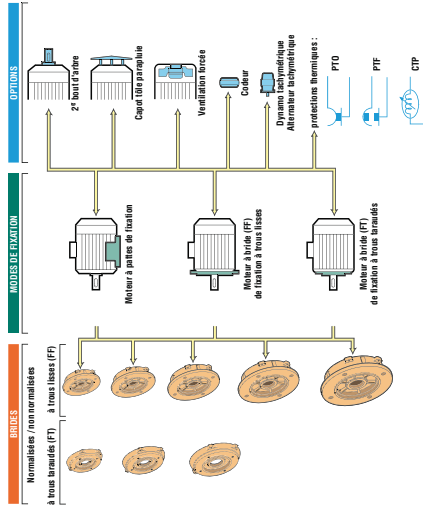 OPTIONS
2e bout d'arbre
Capot tôle parapluie
Ventilation forcée
Codeur
Dynamo tachymétrique
Alternateur tachymétrique
protections thermiques :
PTO
PTF
CTP
MODES DE FIXATION
Moteur à pattes de fixation
Moteur à bride (FF)
de fixation à trous lisses
Moteur à bride (FT)
de fixation à trous taraudés
BRIDES
Normalisées / non normalisées
à trous lisses (FF)
à trous taraudés (FT)